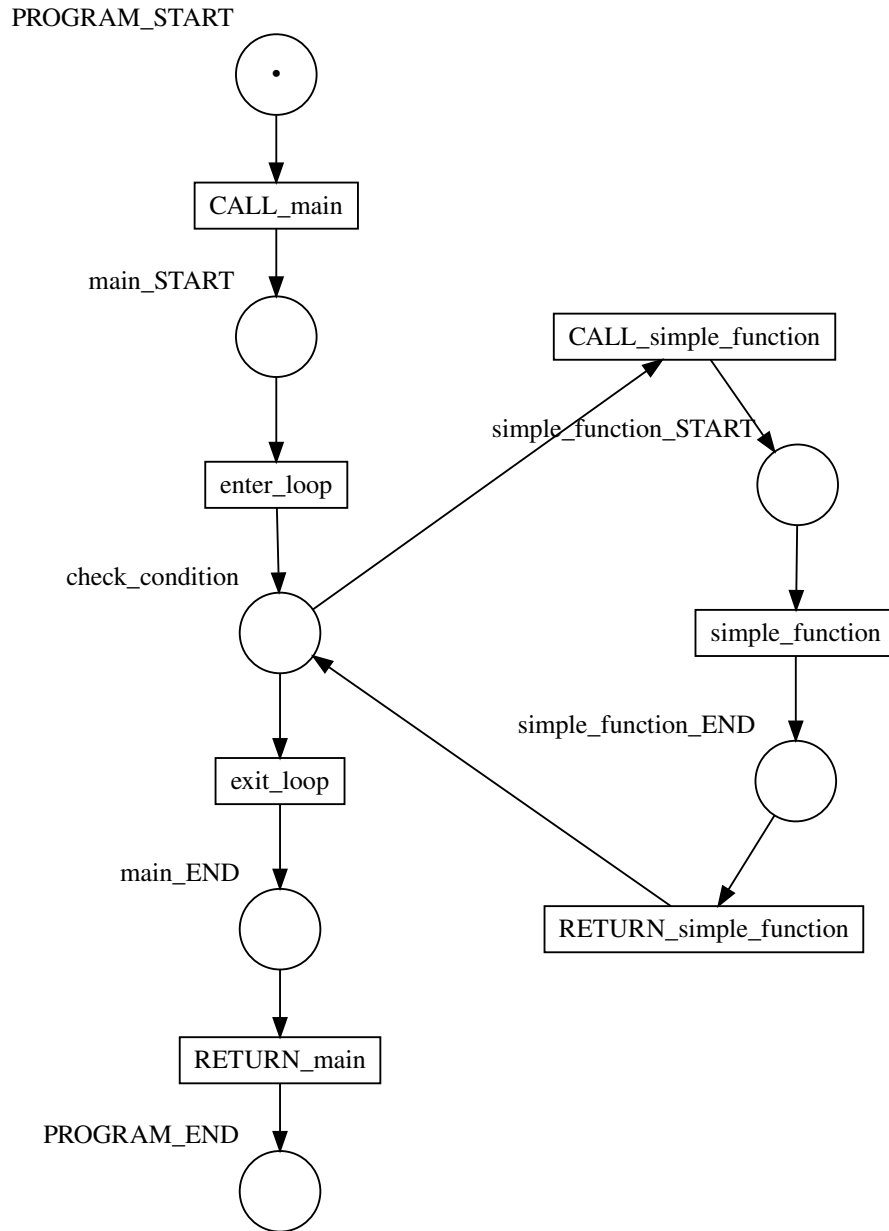 PROGRAM_START
CALL_main
main_START
CALL_simple_function
simple_function_START
enter_loop
check_condition
simple_function
simple_function_END
exit_loop
main_END
RETURN_simple_function
RETURN_main
PROGRAM_END